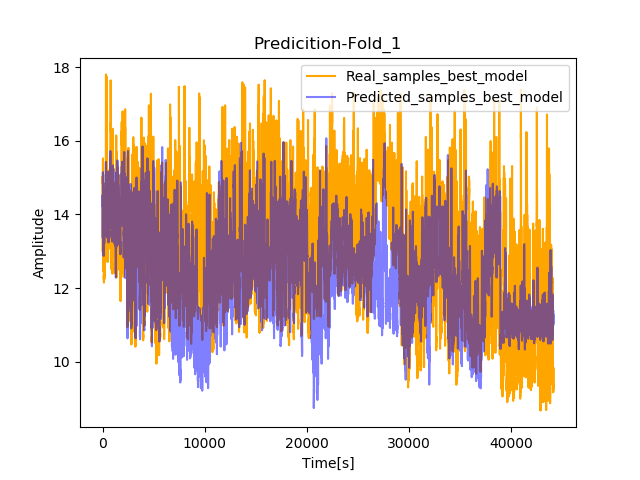 Predicition-Fold_1
Real_samples_best_model
Predicted_samples_best_model
Amplitude
18
16
14
12
10
0 10000 20000 30000 40000
Time[s]